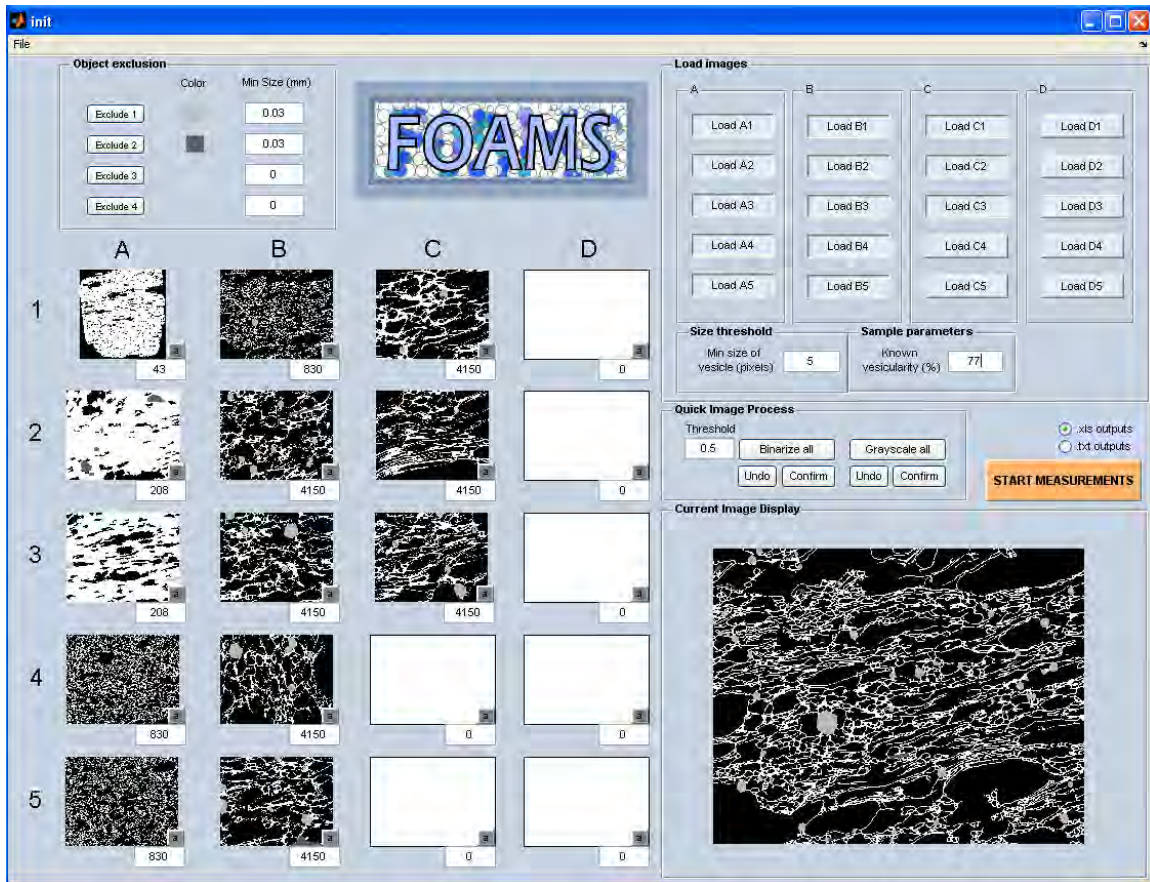 init
File
Object exclusion
Color Min Size (mm)
Exclude 1 0.03
Exclude 2 0.03
Exclude 3 0
Exclude 4 0
FOAMS
Load images
A B C D
Load A1 Load B1 Load C1 Load D1
Load A2 Load B2 Load C2 Load D2
Load A3 Load B3 Load C3 Load D3
Load A4 Load B4 Load C4 Load D4
Load A5 Load B5 Load C5 Load D5
Size threshold
Min size of
vesicle (pixels) 5
Sample parameters
Known
vesicularity (%) 77
Quick Image Process
Threshold
0.5 Binarize all Grayscale all
Undo Confirm Undo Confirm
.xls outputs
.txt outputs
START MEASUREMENTS
Current Image Display
A B C D
1
a a a a
43 830 4150 0
2
a a a a
208 4150 4150 0
3
a a a a
208 4150 4150 0
4
a a a a
830 4150 0 0
5
a a a a
830 4150 0 0